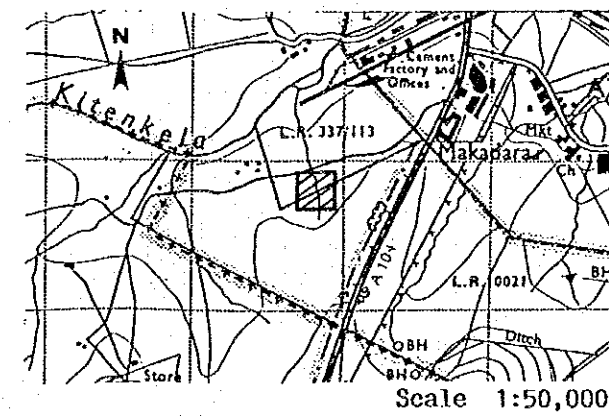 N
Cement
Factory and
Offices
Kitenkela
L.R. 337/113
Mkt
Makadara
Ch
A 104
L.R. 0021
BH
BH
Ditch
BH
Store
Scale 1:50,000